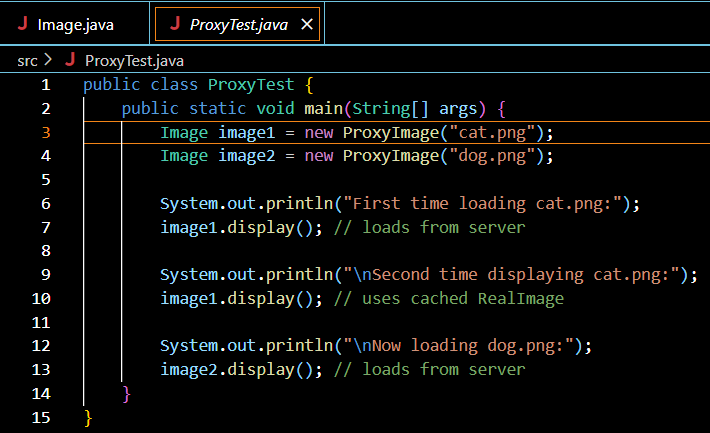 J Image.java J ProxyTest.java ×
src > J ProxyTest.java
1 public class ProxyTest {
2     public static void main(String[] args) {
3         Image image1 = new ProxyImage("cat.png");
4         Image image2 = new ProxyImage("dog.png");
5
6         System.out.println("First time loading cat.png:");
7         image1.display(); // loads from server
8
9         System.out.println("\nSecond time displaying cat.png:");
10         image1.display(); // uses cached RealImage
11
12         System.out.println("\nNow loading dog.png:");
13         image2.display(); // loads from server
14     }
15 }